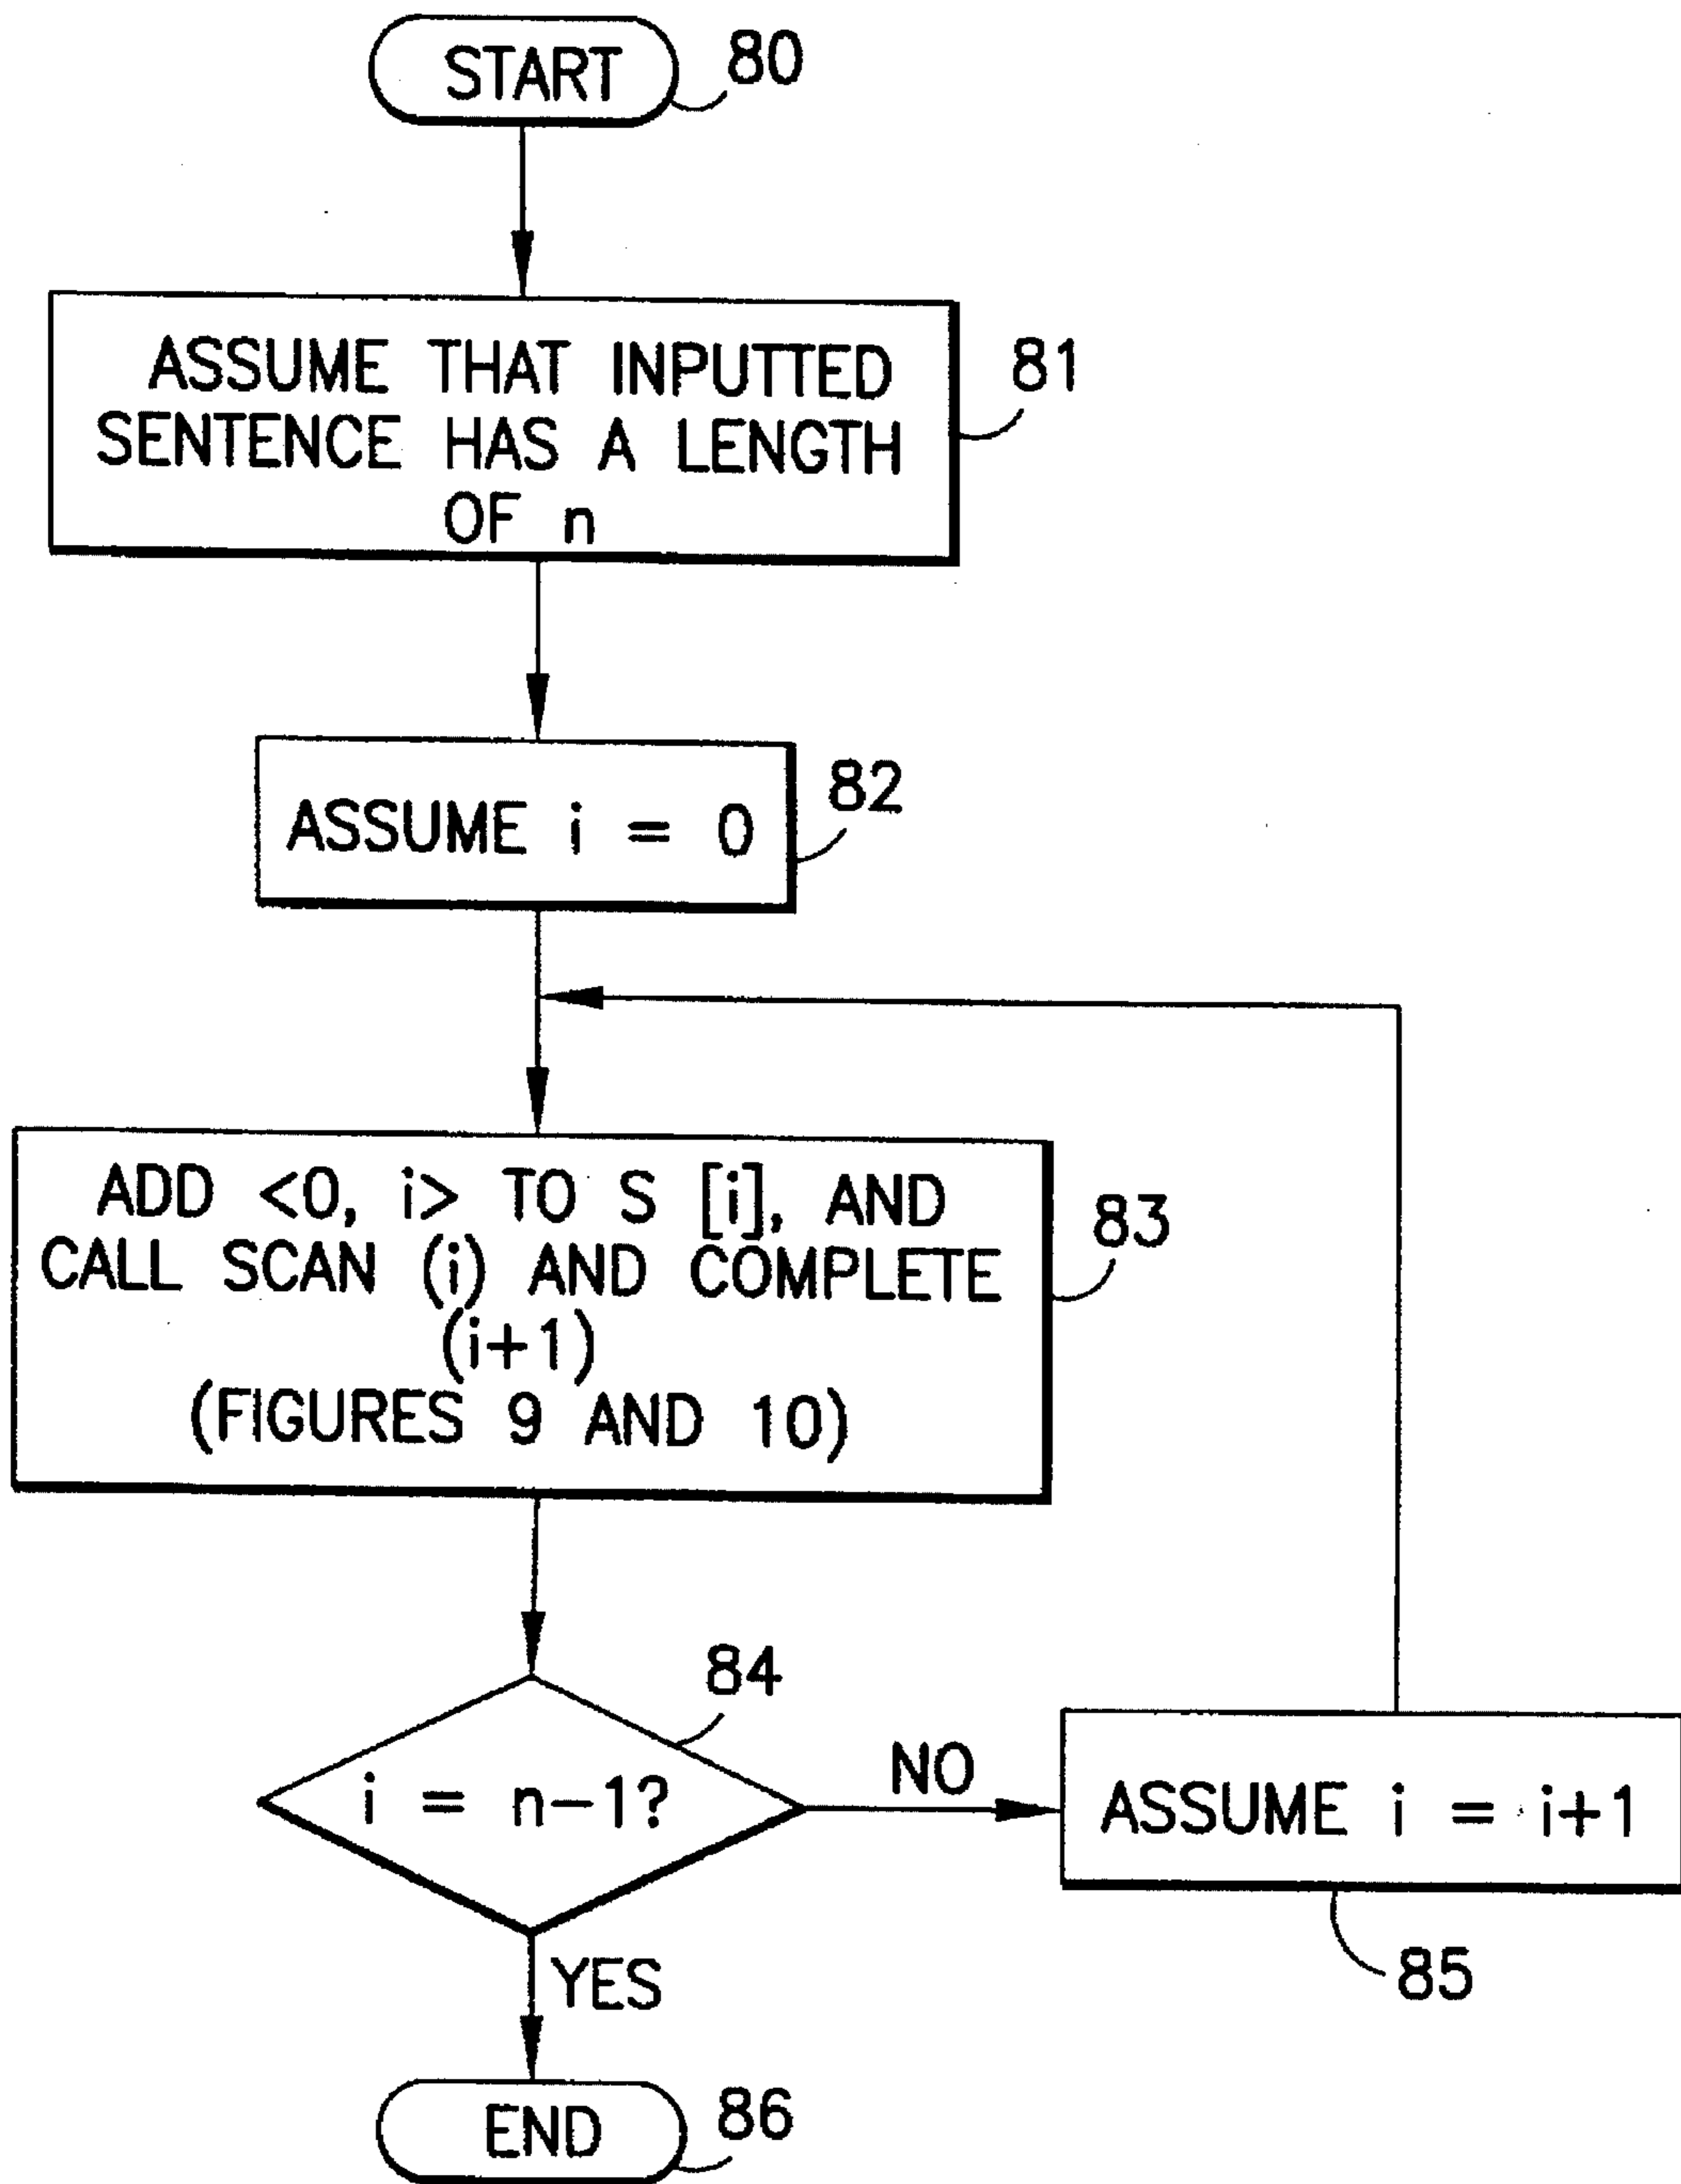 START
80
ASSUME THAT INPUTTED
SENTENCE HAS A LENGTH
OF n
81
ASSUME i = 0
82
ADD <0, i> TO S [i], AND
CALL SCAN (i) AND COMPLETE
(i+1)
(FIGURES 9 AND 10)
83
84
i = n-1?
NO
ASSUME i = i+1
85
YES
END
86